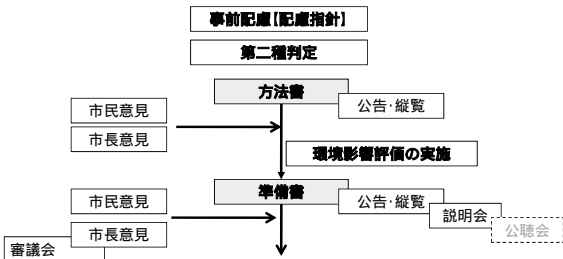 事前配慮【配慮指針】
第二種判定
方法書
公告・縦覧
市民意見
市長意見
環境影響評価の実施
準備書
公告・縦覧
市民意見
説明会
公聴会
市長意見
審議会